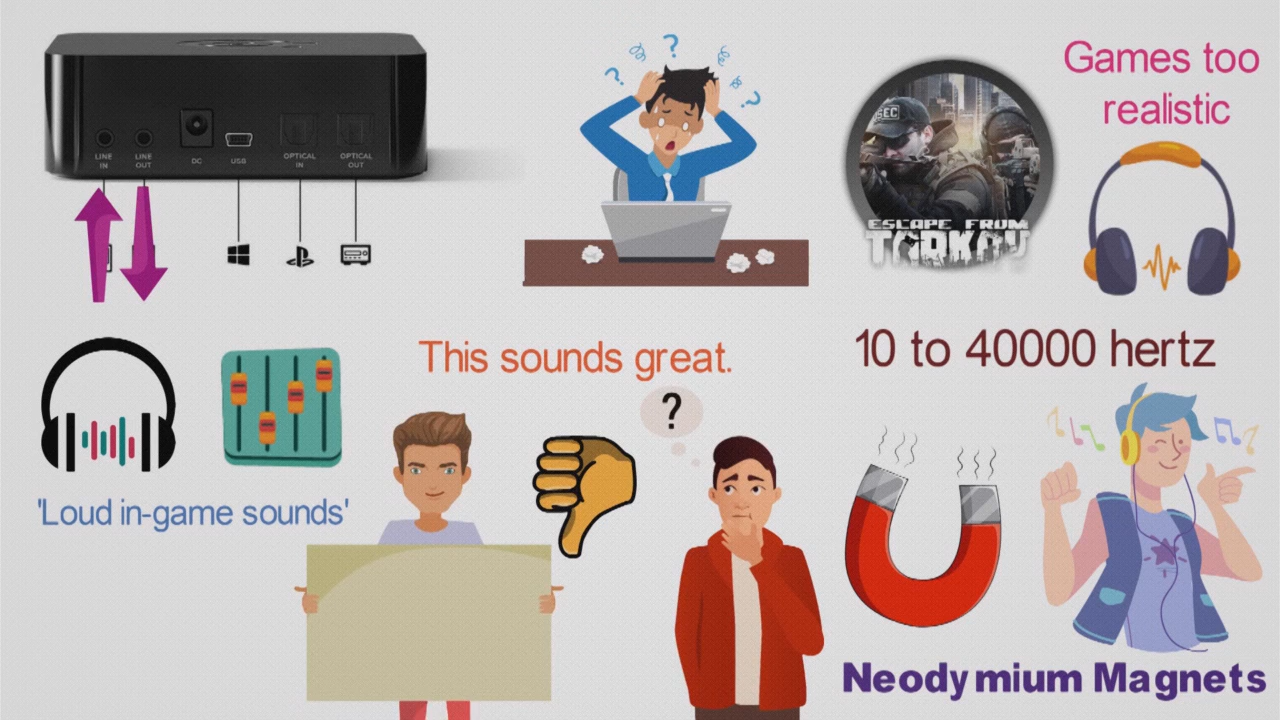 LINE IN
LINE OUT
DC
USB
OPTICAL IN
OPTICAL OUT
?
?
?
SEC
ESCAPE FROM
TARKOV
Games too
realistic
'Loud in-game sounds'
This sounds great.
?
10 to 40000 hertz
Neodymium Magnets